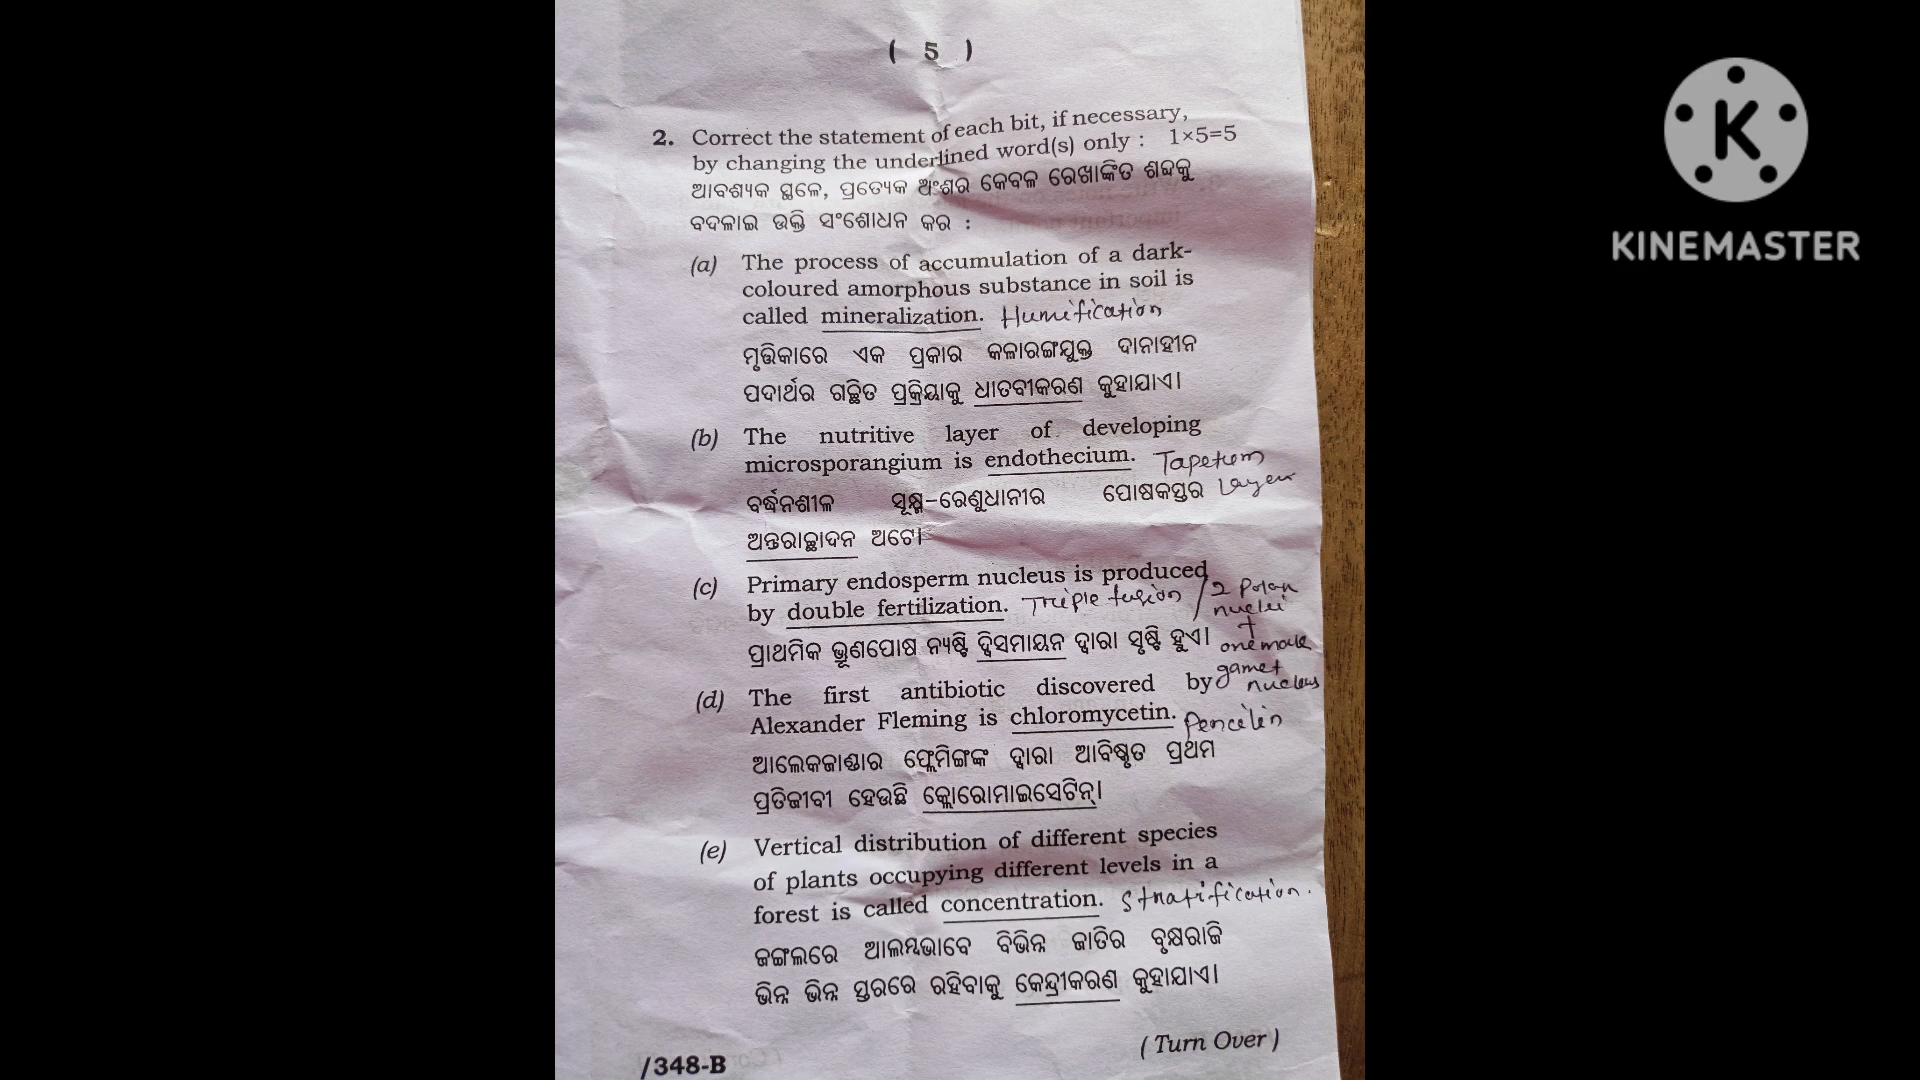 ( 5 )
2. Correct the statement of each bit, if necessary,
by changing the underlined word(s) only : 1×5=5
ଆବଶ୍ୟକ ସ୍ଥଳେ, ପ୍ରତ୍ୟେକ ଅଂଶର କେବଳ ରେଖାଙ୍କିତ ଶବ୍ଦକୁ
ବଦଳାଇ ଉକ୍ତି ସଂଶୋଧନ କର :
(a) The process of accumulation of a dark-
coloured amorphous substance in soil is
called mineralization. Humification
ମୃତ୍ତିକାରେ ଏକ ପ୍ରକାର କଳାରଙ୍ଗଯୁକ୍ତ ଦାନାହୀନ
ପଦାର୍ଥର ଗଚ୍ଛିତ ପ୍ରକ୍ରିୟାକୁ ଧାତବୀକରଣ କୁହାଯାଏ।
(b) The nutritive layer of developing
microsporangium is endothecium. Tapetum
ବର୍ଦ୍ଧନଶୀଳ ସୂକ୍ଷ୍ମ-ରେଣୁଧାନୀର ପୋଷକସ୍ତର Layer
ଅନ୍ତରାଚ୍ଛାଦନ ଅଟେ।
(c) Primary endosperm nucleus is produced
by double fertilization. Triple fusion / 2 Polar
nuclei
+
ପ୍ରାଥମିକ ଭ୍ରୂଣପୋଷ ନ୍ୟଷ୍ଟି ଦ୍ୱିସମାୟନ ଦ୍ୱାରା ସୃଷ୍ଟି ହୁଏ। one male
gamet
nucleus
(d) The first antibiotic discovered by
Alexander Fleming is chloromycetin. Pencilin
ଆଲେକଜାଣ୍ଡାର ଫ୍ଲେମିଙ୍ଗଙ୍କ ଦ୍ୱାରା ଆବିଷ୍କୃତ ପ୍ରଥମ
ପ୍ରତିଜୀବୀ ହେଉଛି କ୍ଲୋରୋମାଇସେଟିନ୍।
(e) Vertical distribution of different species
of plants occupying different levels in a
forest is called concentration. Stratification.
ଜଙ୍ଗଲରେ ଆଲମ୍ବଭାବେ ବିଭିନ୍ନ ଜାତିର ବୃକ୍ଷରାଜି
ଭିନ୍ନ ଭିନ୍ନ ସ୍ତରରେ ରହିବାକୁ କେନ୍ଦ୍ରୀକରଣ କୁହାଯାଏ।
/348-B
( Turn Over )
K
KINEMASTER